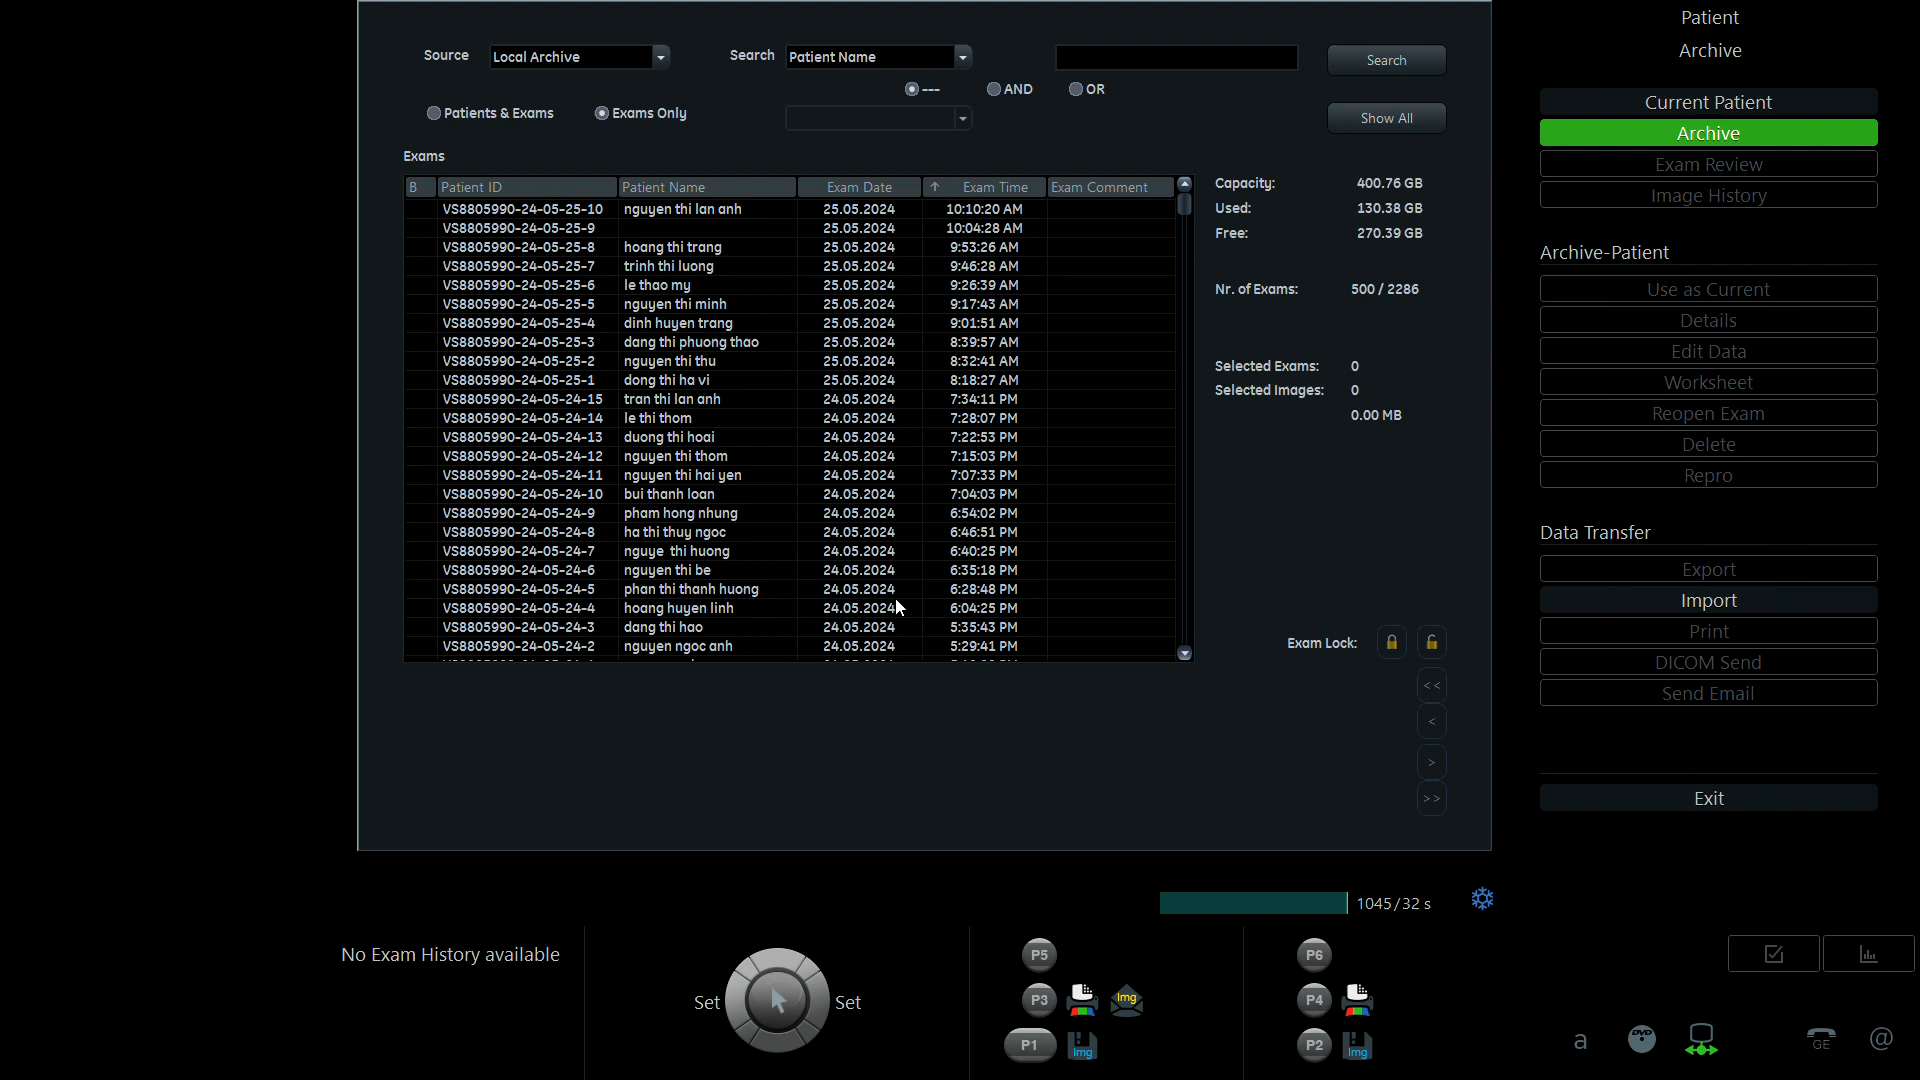 Source Local Archive Search Patient Name Search
--- AND OR
Patients & Exams Exams Only Show All
Exams
B Patient ID Patient Name Exam Date Exam Time Exam Comment
VS8805990-24-05-25-10 nguyen thi lan anh 25.05.2024 10:10:20 AM
VS8805990-24-05-25-9 25.05.2024 10:04:28 AM
VS8805990-24-05-25-8 hoang thi trang 25.05.2024 9:53:26 AM
VS8805990-24-05-25-7 trinh thi luong 25.05.2024 9:46:28 AM
VS8805990-24-05-25-6 le thao my 25.05.2024 9:26:39 AM
VS8805990-24-05-25-5 nguyen thi minh 25.05.2024 9:17:43 AM
VS8805990-24-05-25-4 dinh huyen trang 25.05.2024 9:01:51 AM
VS8805990-24-05-25-3 dang thi phuong thao 25.05.2024 8:39:57 AM
VS8805990-24-05-25-2 nguyen thi thu 25.05.2024 8:32:41 AM
VS8805990-24-05-25-1 dong thi ha vi 25.05.2024 8:18:27 AM
VS8805990-24-05-24-15 tran thi lan anh 24.05.2024 7:34:11 PM
VS8805990-24-05-24-14 le thi thom 24.05.2024 7:28:07 PM
VS8805990-24-05-24-13 duong thi hoai 24.05.2024 7:22:53 PM
VS8805990-24-05-24-12 nguyen thi thom 24.05.2024 7:15:03 PM
VS8805990-24-05-24-11 nguyen thi hai yen 24.05.2024 7:07:33 PM
VS8805990-24-05-24-10 bui thanh loan 24.05.2024 7:04:03 PM
VS8805990-24-05-24-9 pham hong nhung 24.05.2024 6:54:02 PM
VS8805990-24-05-24-8 ha thi thuy ngoc 24.05.2024 6:46:51 PM
VS8805990-24-05-24-7 nguye thi huong 24.05.2024 6:40:25 PM
VS8805990-24-05-24-6 nguyen thi be 24.05.2024 6:35:18 PM
VS8805990-24-05-24-5 phan thi thanh huong 24.05.2024 6:28:48 PM
VS8805990-24-05-24-4 hoang huyen linh 24.05.2024 6:04:25 PM
VS8805990-24-05-24-3 dang thi hao 24.05.2024 5:35:43 PM
VS8805990-24-05-24-2 nguyen ngoc anh 24.05.2024 5:29:41 PM
Capacity: 400.76 GB
Used: 130.38 GB
Free: 270.39 GB
Nr. of Exams: 500 / 2286
Selected Exams: 0
Selected Images: 0
0.00 MB
Exam Lock:
<<
<
>
>>
Patient
Archive
Current Patient
Archive
Exam Review
Image History
Archive-Patient
Use as Current
Details
Edit Data
Worksheet
Reopen Exam
Delete
Repro
Data Transfer
Export
Import
Print
DICOM Send
Send Email
Exit
1045/32 s
No Exam History available
Set Set
P5
P3 Img
P1 Img
P6
P4
P2 Img
a DVD GE @